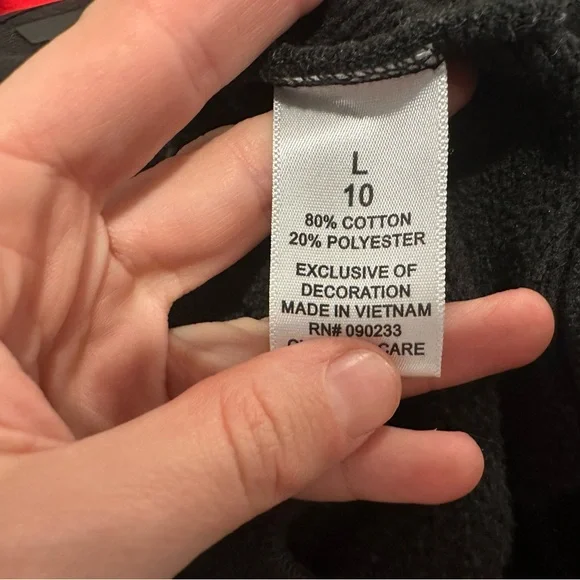 L
10
80% COTTON
20% POLYESTER
EXCLUSIVE OF
DECORATION
MADE IN VIETNAM
RN# 090233
CARE